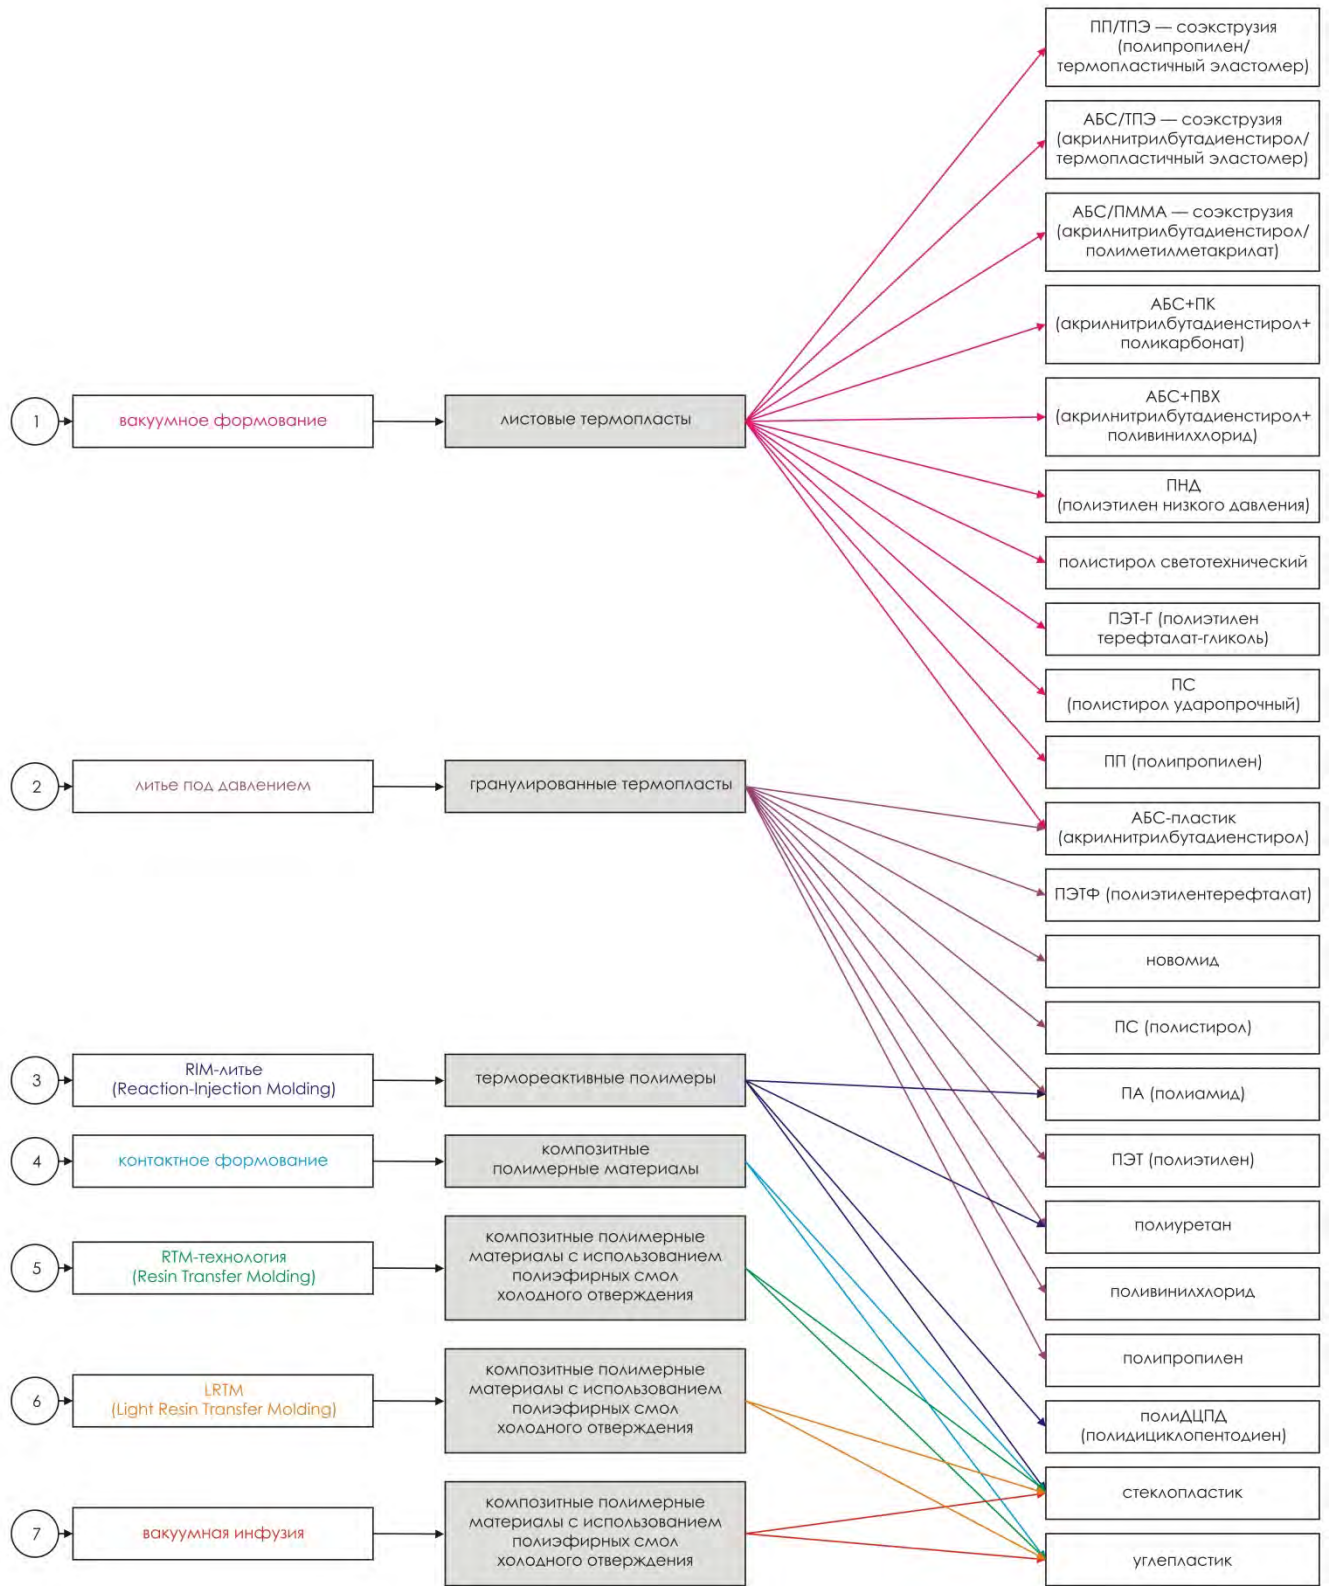 ПП/ТПЭ — соэкструзия
(полипропилен/
термопластичный эластомер)
АБС/ТПЭ — соэкструзия
(акрилнитрилбутадиенстирол/
термопластичный эластомер)
АБС/ПММА — соэкструзия
(акрилнитрилбутадиенстирол/
полиметилметакрилат)
АБС+ПК
(акрилнитрилбутадиенстирол+
поликарбонат)
1
вакуумное формование
листовые термопласты
АБС+ПВХ
(акрилнитрилбутадиенстирол+
поливинилхлорид)
ПНД
(полиэтилен низкого давления)
полистирол светотехнический
ПЭТ-Г (полиэтилен
терефталат-гликоль)
ПС
(полистирол ударопрочный)
ПП (полипропилен)
2
литье под давлением
гранулированные термопласты
АБС-пластик
(акрилнитрилбутадиенстирол)
ПЭТФ (полиэтилентерефталат)
новомид
ПС (полистирол)
3
RIM-литье
(Reaction-Injection Molding)
термореактивные полимеры
ПА (полиамид)
4
контактное формование
композитные
полимерные материалы
ПЭТ (полиэтилен)
полиуретан
5
RTM-технология
(Resin Transfer Molding)
композитные полимерные
материалы с использованием
полиэфирных смол
холодного отверждения
поливинилхлорид
полипропилен
6
LRTM
(Light Resin Transfer Molding)
композитные полимерные
материалы с использованием
полиэфирных смол
холодного отверждения
полиДЦПД
(полидициклопентодиен)
стеклопластик
7
вакуумная инфузия
композитные полимерные
материалы с использованием
полиэфирных смол
холодного отверждения
углепластик